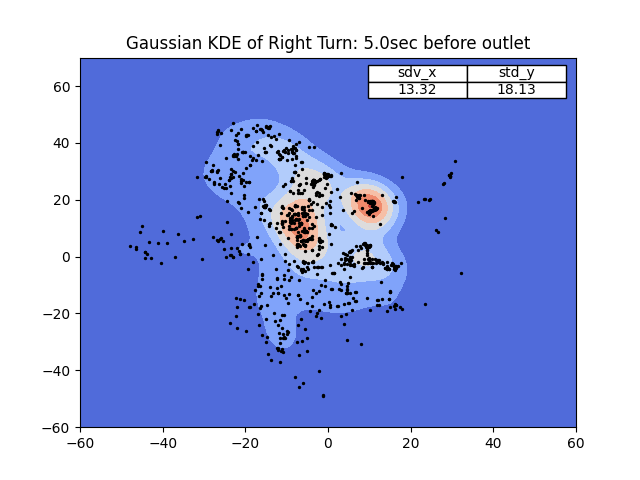 Gaussian KDE of Right Turn: 5.0sec before outlet
sdv_x std_y
13.32 18.13
60
40
20
0
−20
−40
−60
−60 −40 −20 0 20 40 60